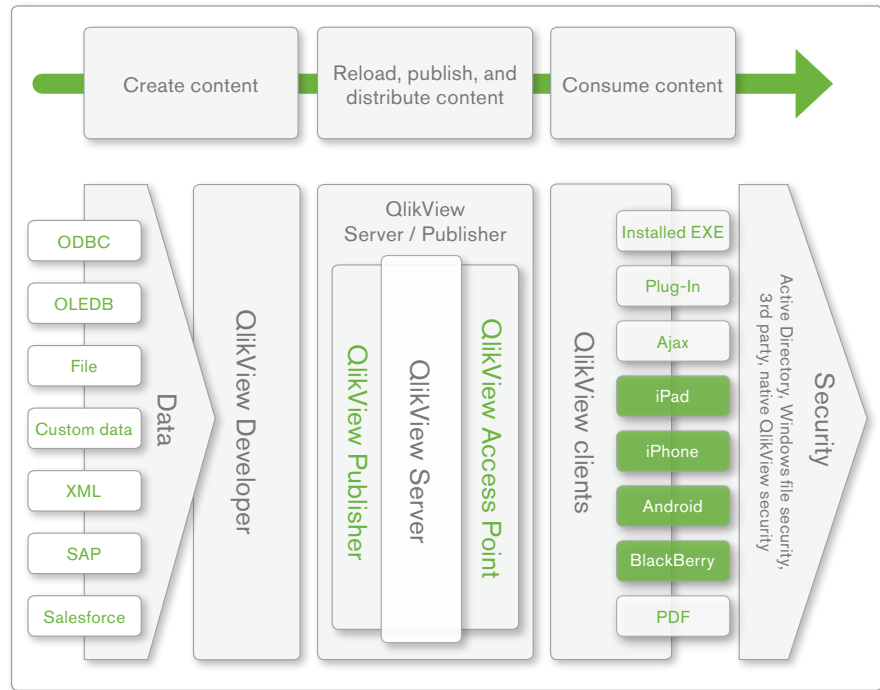 Create content
Reload, publish, and
distribute content
Consume content
ODBC
OLEDB
File
Custom data
XML
SAP
Salesforce
Data
QlikView Developer
QlikView
Server / Publisher
QlikView Publisher
QlikView Server
QlikView Access Point
QlikView clients
Installed EXE
Plug-In
Ajax
iPad
iPhone
Android
BlackBerry
PDF
Security
Active Directory, Windows file security,
3rd party, native QlikView security